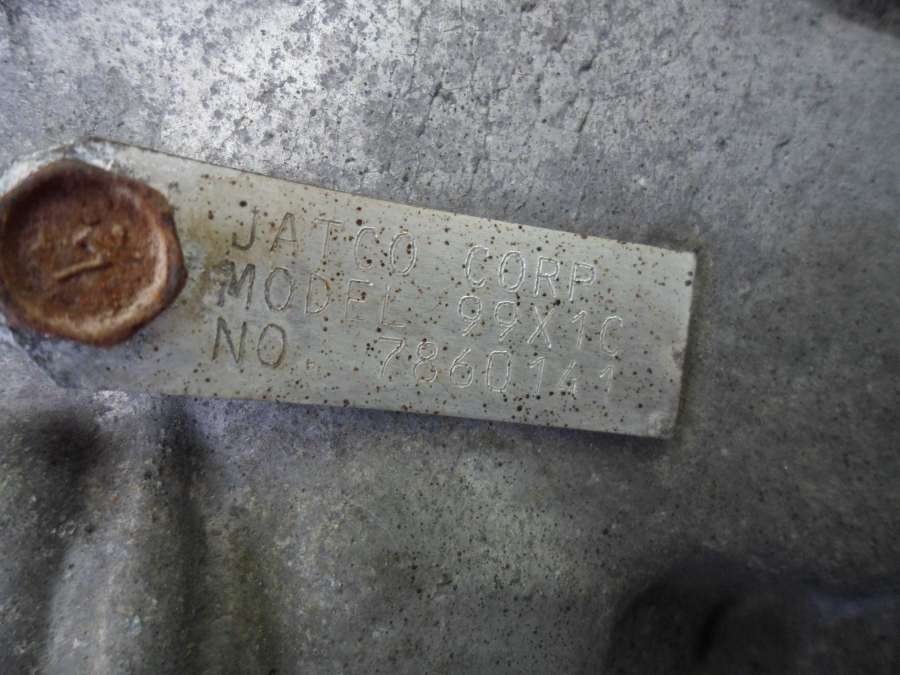 JATCO CORP
MODEL 99X1C
NO. 7860141